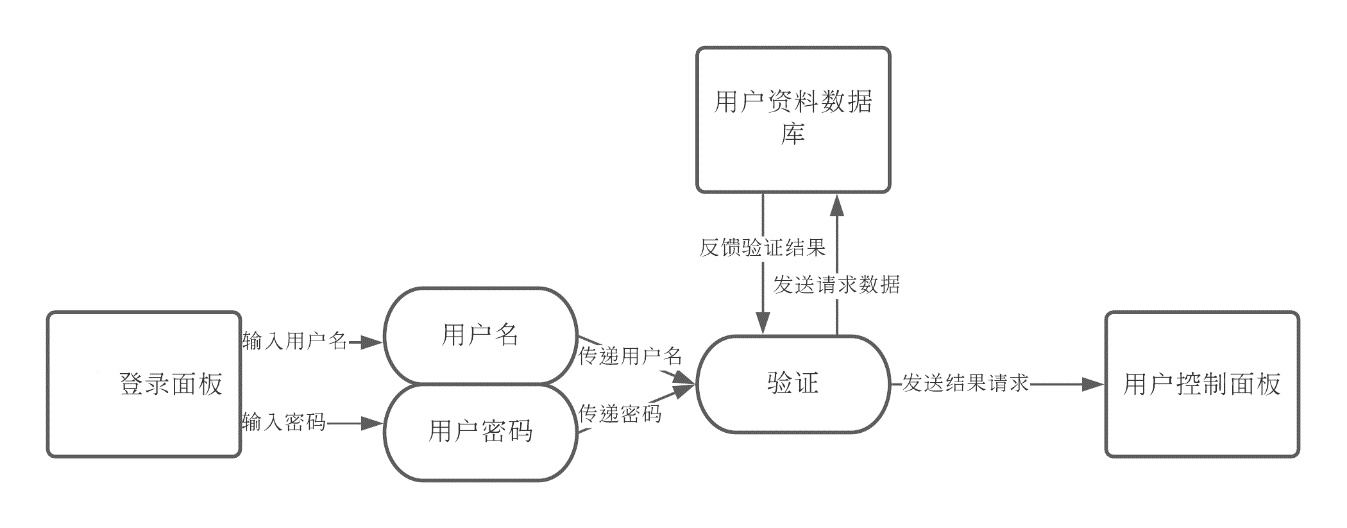 用户资料数据
库
反馈验证结果
发送请求数据
输入用户名
用户名
传递用户名
登录面板
验证
发送结果请求
用户控制面板
输入密码
用户密码
传递密码